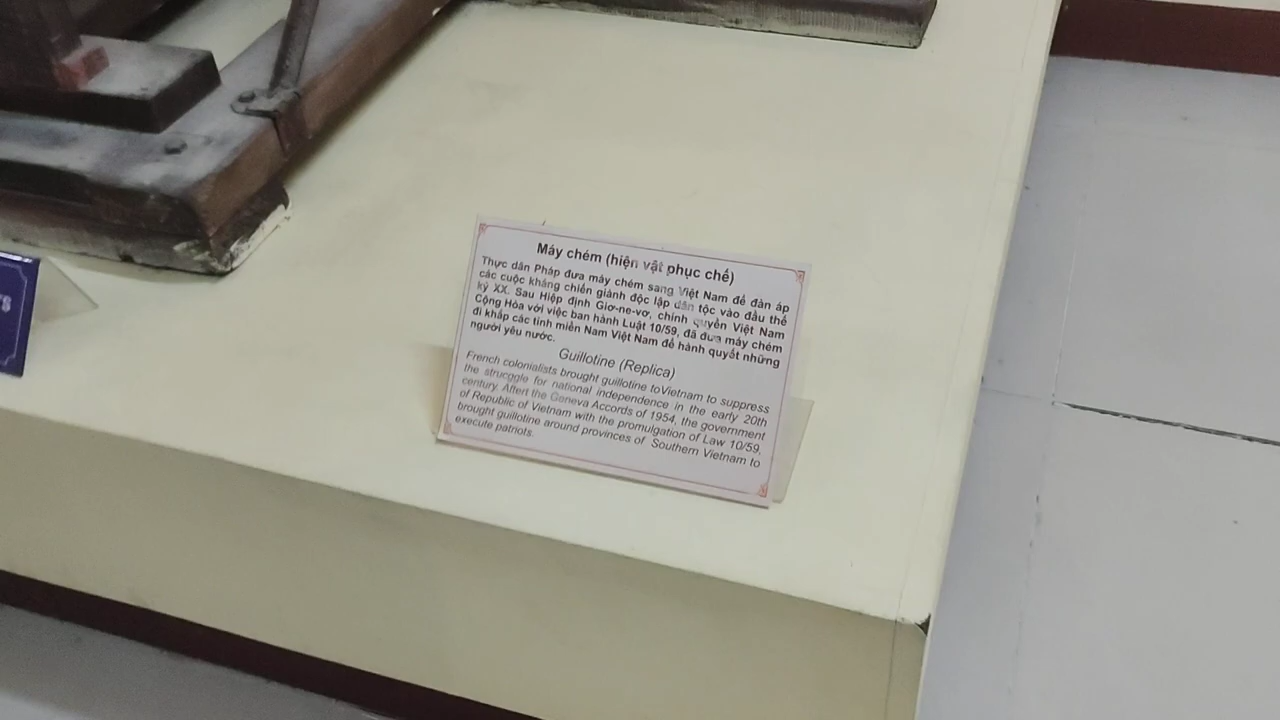 Máy chém (hiện vật phục chế)
Thực dân Pháp đưa máy chém sang Việt Nam để đàn áp
các cuộc kháng chiến giành độc lập dân tộc vào đầu thế
kỷ XX. Sau Hiệp định Giơ-ne-vơ, chính quyền Việt Nam
Cộng Hòa với việc ban hành Luật 10/59, đã đưa máy chém
đi khắp các tỉnh miền Nam Việt Nam để hành quyết những
người yêu nước.
Guillotine (Replica)
French colonialists brought guillotine toVietnam to suppress
the struggle for national independence in the early 20th
century. Aftert the Geneva Accords of 1954, the government
of Republic of Vietnam with the promulgation of Law 10/59,
brought guillotine around provinces of Southern Vietnam to
execute patriots.